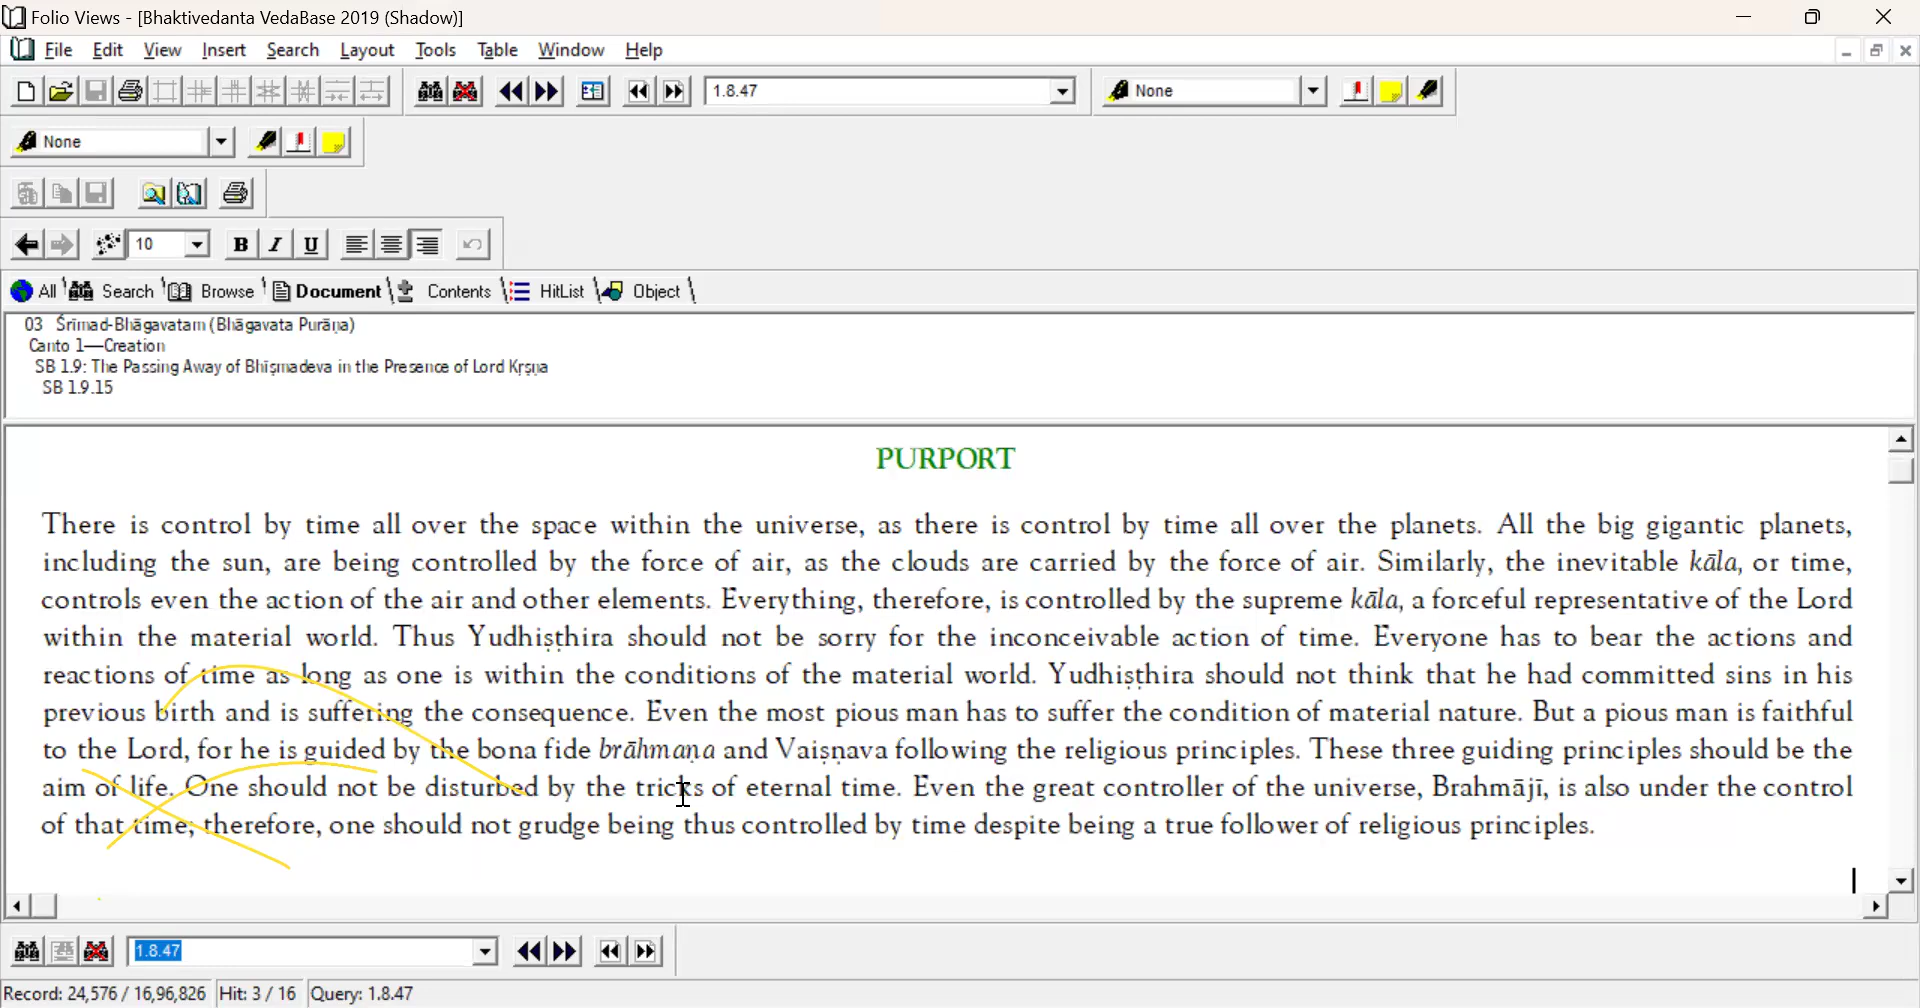 Folio Views - [Bhaktivedanta VedaBase 2019 (Shadow)]
File Edit View Insert Search Layout Tools Table Window Help
1.8.47 None
None
10 B I U
All Search Browse Document Contents HitList Object
03 Śrīmad-Bhāgavatam (Bhāgavata Purāṇa)
Canto 1—Creation
SB 1.9: The Passing Away of Bhīṣmadeva in the Presence of Lord Kṛṣṇa
SB 1.9.15
PURPORT
There is control by time all over the space within the universe, as there is control by time all over the planets. All the big gigantic planets,
including the sun, are being controlled by the force of air, as the clouds are carried by the force of air. Similarly, the inevitable kāla, or time,
controls even the action of the air and other elements. Everything, therefore, is controlled by the supreme kāla, a forceful representative of the Lord
within the material world. Thus Yudhiṣṭhira should not be sorry for the inconceivable action of time. Everyone has to bear the actions and
reactions of time as long as one is within the conditions of the material world. Yudhiṣṭhira should not think that he had committed sins in his
previous birth and is suffering the consequence. Even the most pious man has to suffer the condition of material nature. But a pious man is faithful
to the Lord, for he is guided by the bona fide brāhmaṇa and Vaiṣṇava following the religious principles. These three guiding principles should be the
aim of life. One should not be disturbed by the tricks of eternal time. Even the great controller of the universe, Brahmājī, is also under the control
of that time; therefore, one should not grudge being thus controlled by time despite being a true follower of religious principles.
1.8.47
Record: 24,576 / 16,96,826 Hit: 3 / 16 Query: 1.8.47